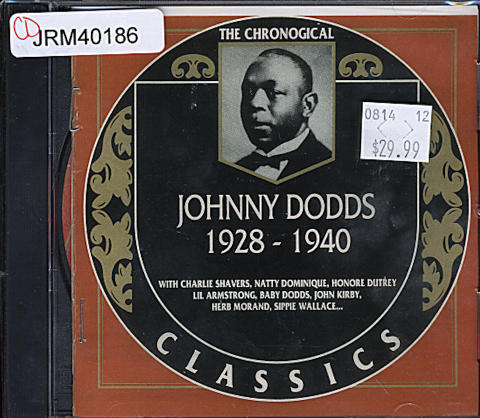 CD
JRM40186
THE CHRONOGICAL
0814 12
$29.99
JOHNNY DODDS
1928 - 1940
WITH CHARLIE SHAVERS, NATTY DOMINIQUE, HONORE DUTREY
LIL ARMSTRONG, BABY DODDS, JOHN KIRBY,
HERB MORAND, SIPPIE WALLACE...
CLASSICS